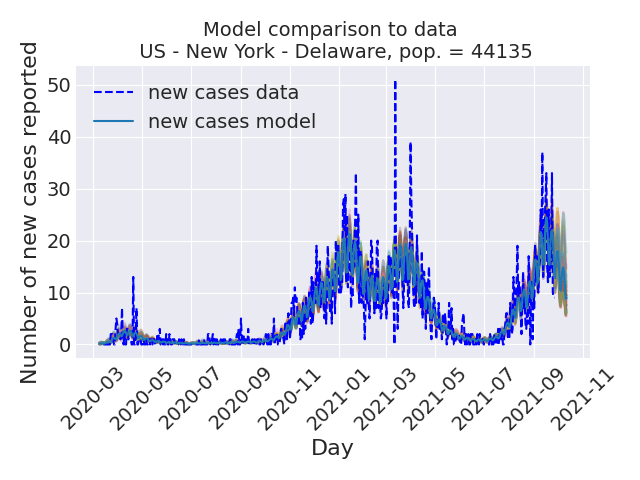 Model comparison to data
US - New York - Delaware, pop. = 44135
Number of new cases reported
50
40
30
20
10
0
new cases data
new cases model
2020-03
2020-05
2020-07
2020-09
2020-11
2021-01
2021-03
2021-05
2021-07
2021-09
2021-11
Day